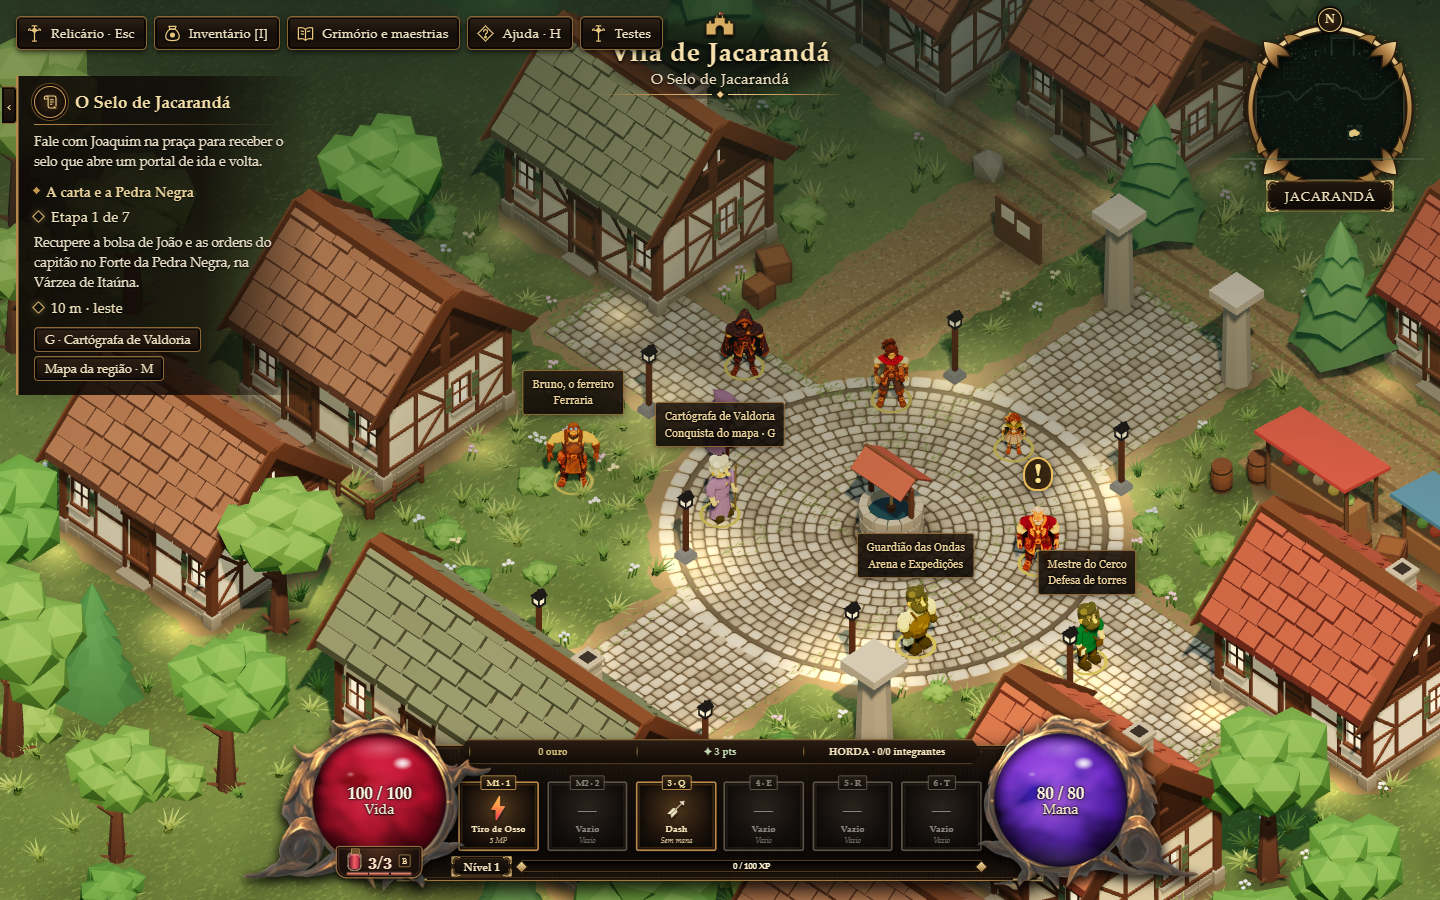 Relicário · Esc
Inventário [I]
Grimório e maestrias
Ajuda · H
Testes
Vila de Jacarandá
O Selo de Jacarandá
N
JACARANDÁ
‹
O Selo de Jacarandá
Fale com Joaquim na praça para receber o
selo que abre um portal de ida e volta.
A carta e a Pedra Negra
Etapa 1 de 7
Recupere a bolsa de João e as ordens do
capitão no Forte da Pedra Negra, na
Várzea de Itaúna.
10 m · leste
G · Cartógrafa de Valdoria
Mapa da região · M
Bruno, o ferreiro
Ferraria
Cartógrafa de Valdoria
Conquista do mapa · G
!
Guardião das Ondas
Arena e Expedições
Mestre do Cerco
Defesa de torres
0 ouro
3 pts
HORDA · 0/0 integrantes
100 / 100
Vida
3/3
B
M1 · 1
Tiro de Osso
5 MP
M2 · 2
Vazio
Vazio
3 · Q
Dash
Sem mana
4 · E
Vazio
Vazio
5 · R
Vazio
Vazio
6 · T
Vazio
Vazio
80 / 80
Mana
Nível 1
0 / 100 XP